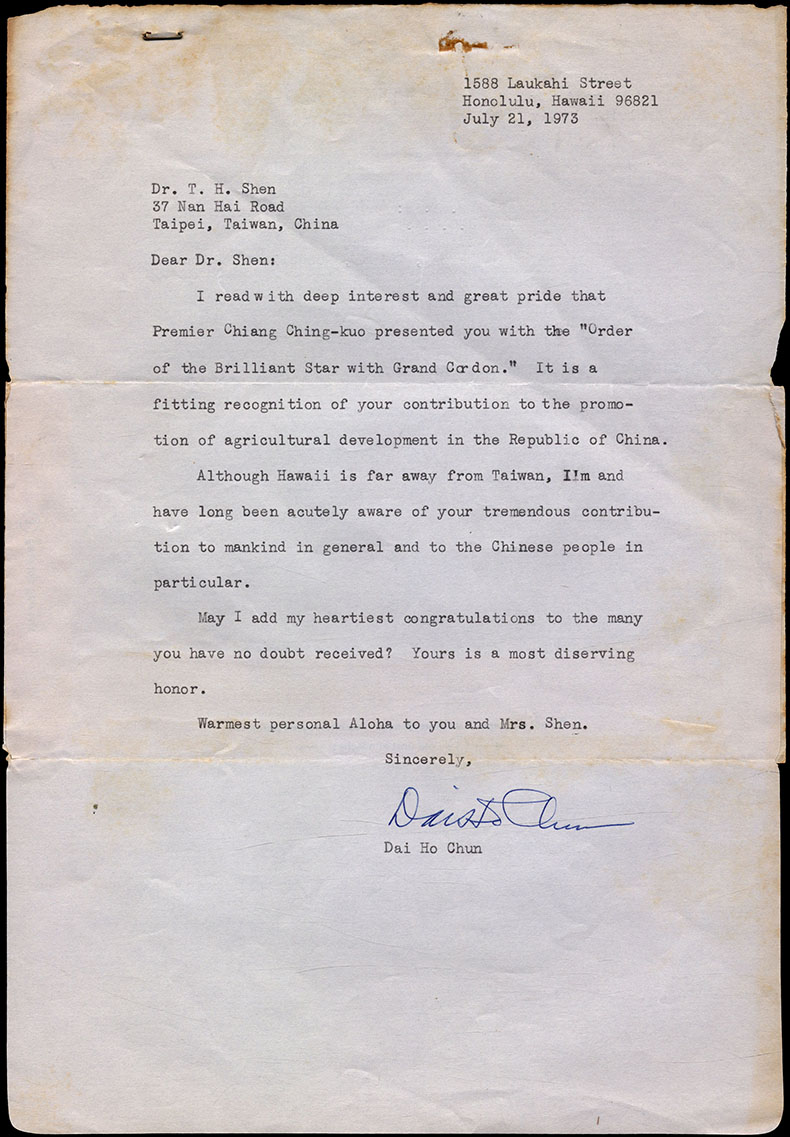 1588 Laukahi Street
Honolulu, Hawaii 96821
July 21, 1973
Dr. T. H. Shen
37 Nan Hai Road
Taipei, Taiwan, China
Dear Dr. Shen:
I read with deep interest and great pride that
Premier Chiang Ching-kuo presented you with the "Order
of the Brilliant Star with Grand Cordon." It is a
fitting recognition of your contribution to the promo-
tion of agricultural development in the Republic of China.
Although Hawaii is far away from Taiwan, I'm and
have long been acutely aware of your tremendous contribu-
tion to mankind in general and to the Chinese people in
particular.
May I add my heartiest congratulations to the many
you have no doubt received? Yours is a most diserving
honor.
Warmest personal Aloha to you and Mrs. Shen.
Sincerely,
Dai Ho Chun
Dai Ho Chun